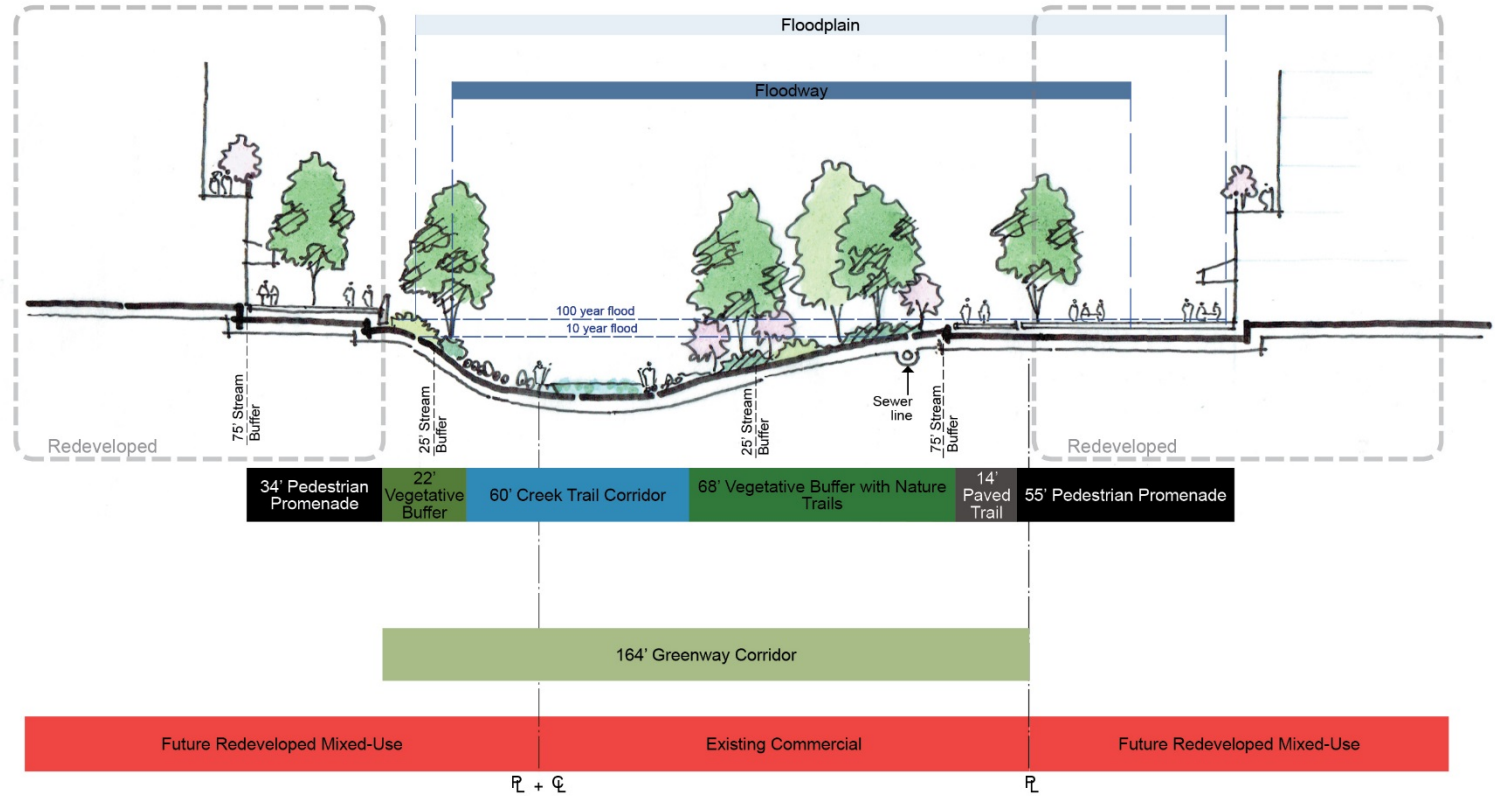 Floodplain
Floodway
100 year flood
10 year flood
75' Stream
Buffer
25' Stream
Buffer
25' Stream
Buffer
Sewer
line
75' Stream
Buffer
Redeveloped
Redeveloped
34’ Pedestrian
Promenade
22’
Vegetative
Buffer
60’ Creek Trail Corridor
68’ Vegetative Buffer with Nature
Trails
14’
Paved
Trail
55’ Pedestrian Promenade
164’ Greenway Corridor
Future Redeveloped Mixed-Use
Existing Commercial
Future Redeveloped Mixed-Use
PL + CL
PL